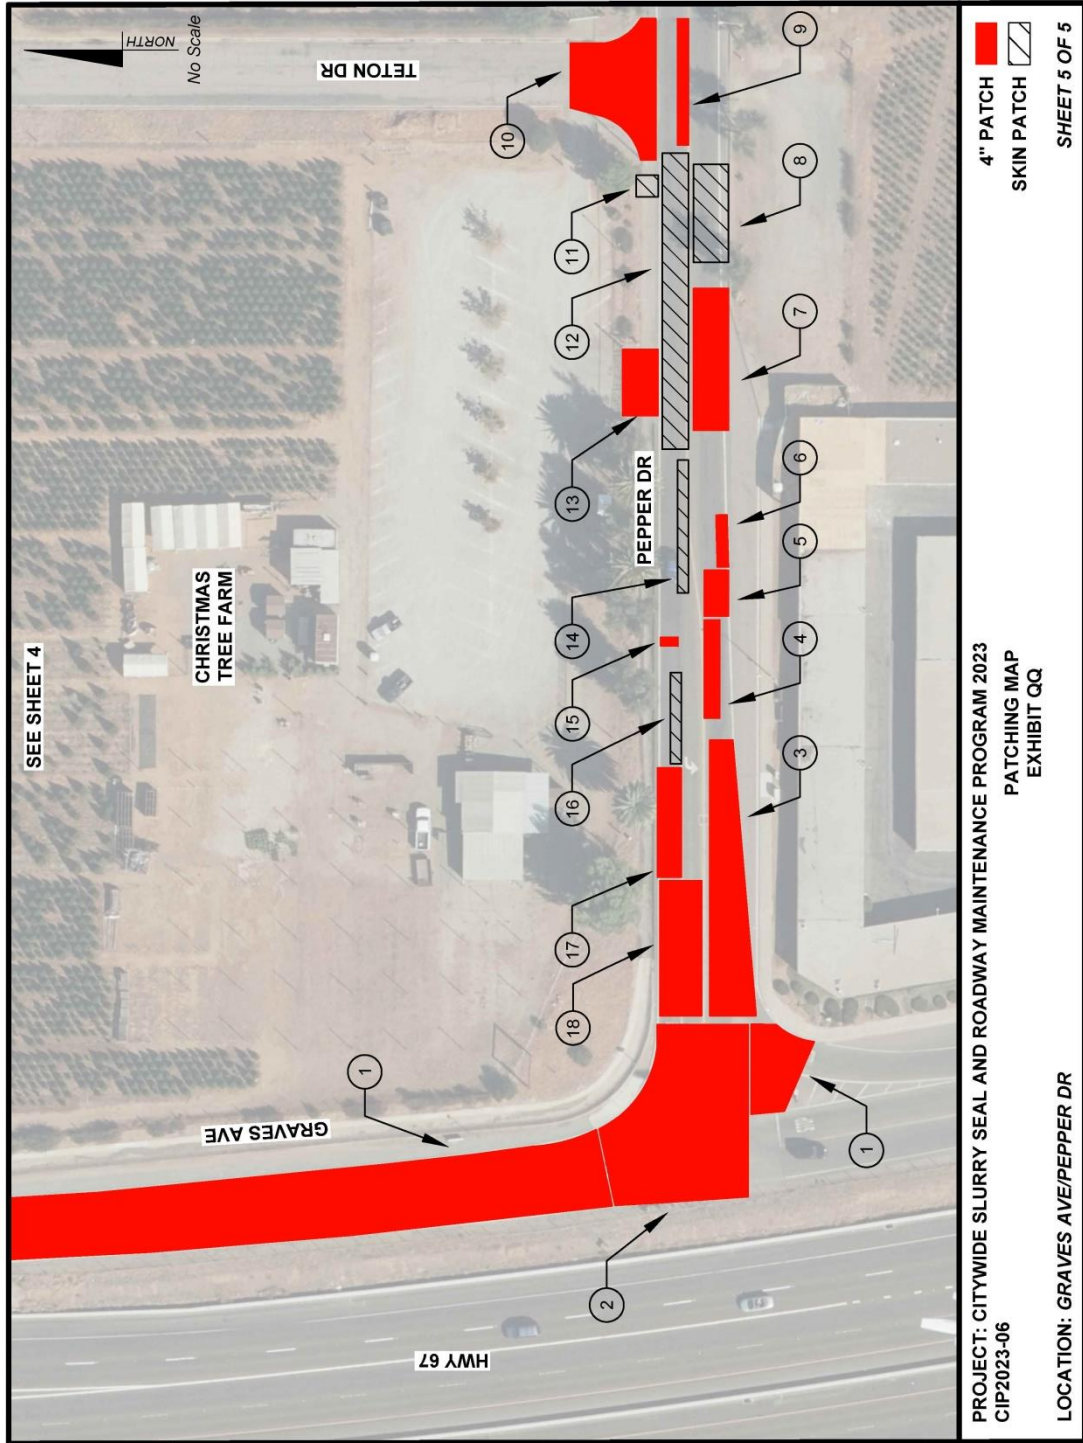 SEE SHEET 4
NORTH
No Scale
TETON DR
CHRISTMAS
TREE FARM
GRAVES AVE
HWY 67
PEPPER DR
1
2
18
17
16
15
14
13
12
11
10
9
8
7
6
5
4
3
1
PROJECT: CITYWIDE SLURRY SEAL AND ROADWAY MAINTENANCE PROGRAM 2023
CIP2023-06
PATCHING MAP
EXHIBIT QQ
LOCATION: GRAVES AVE/PEPPER DR
4" PATCH
SKIN PATCH
SHEET 5 OF 5